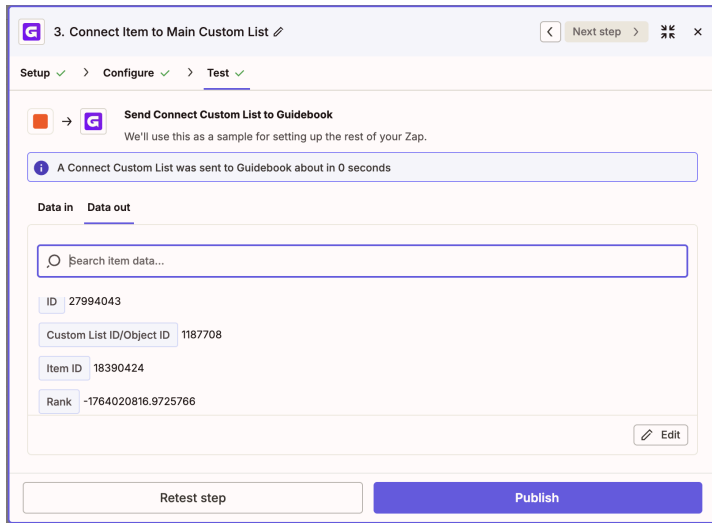 3. Connect Item to Main Custom List
Next step
Setup
Configure
Test
Send Connect Custom List to Guidebook
We'll use this as a sample for setting up the rest of your Zap.
A Connect Custom List was sent to Guidebook about in 0 seconds
Data in Data out
Search item data...
ID 27994043
Custom List ID/Object ID 1187708
Item ID 18390424
Rank -1764020816.9725766
Edit
Retest step
Publish